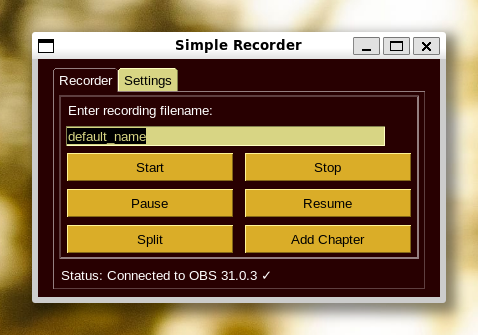 Simple Recorder
Recorder Settings
Enter recording filename:
default_name
Start Stop
Pause Resume
Split Add Chapter
Status: Connected to OBS 31.0.3 ✓